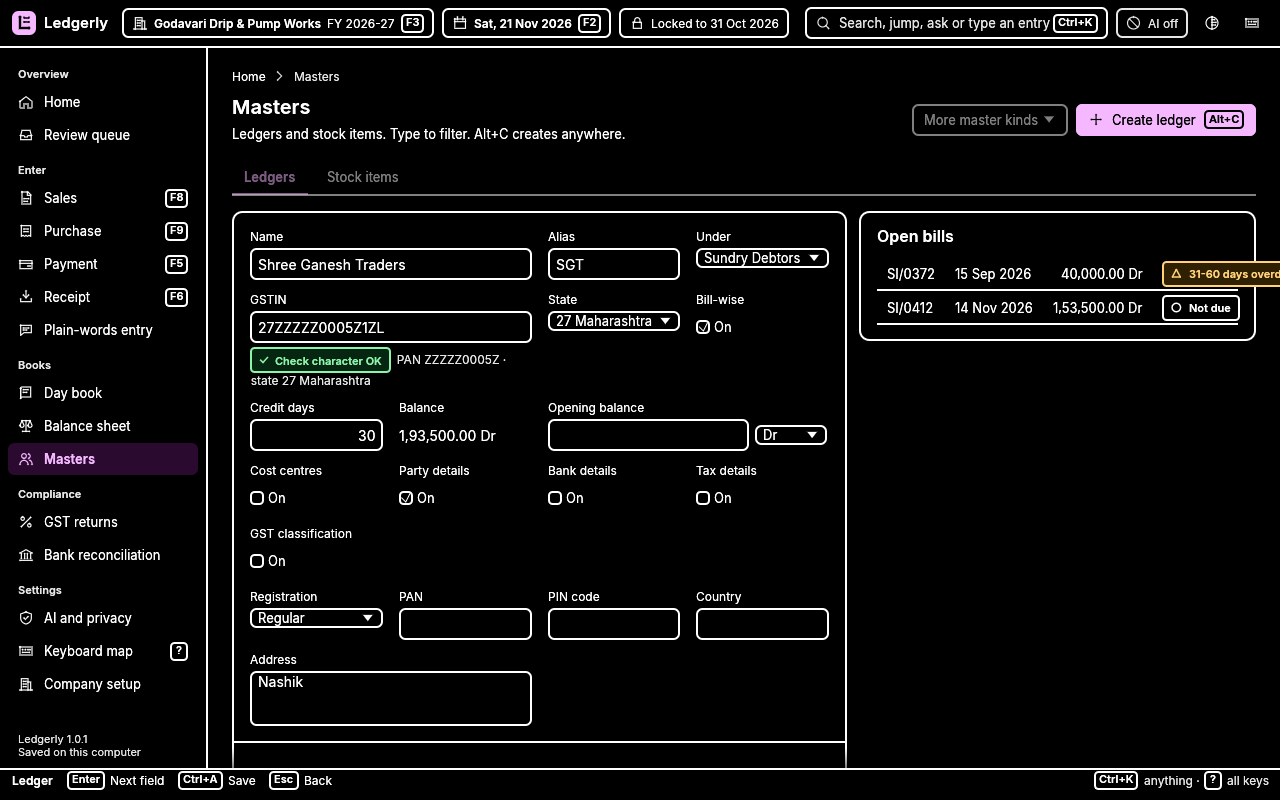 Ledgerly
Godavari Drip & Pump Works FY 2026-27 F3
Sat, 21 Nov 2026 F2
Locked to 31 Oct 2026
Search, jump, ask or type an entry Ctrl+K
AI off
Overview
Home
Review queue
Enter
Sales F8
Purchase F9
Payment F5
Receipt F6
Plain-words entry
Books
Day book
Balance sheet
Masters
Compliance
GST returns
Bank reconciliation
Settings
AI and privacy
Keyboard map ?
Company setup
Ledgerly 1.0.1
Saved on this computer
Home > Masters
Masters
Ledgers and stock items. Type to filter. Alt+C creates anywhere.
More master kinds
Create ledger Alt+C
Ledgers Stock items
Name Alias Under
Shree Ganesh Traders SGT Sundry Debtors
GSTIN State Bill-wise
27ZZZZZ0005Z1ZL 27 Maharashtra On
Check character OK PAN ZZZZZ0005Z ·
state 27 Maharashtra
Credit days Balance Opening balance
30 1,93,500.00 Dr Dr
Cost centres Party details Bank details Tax details
On On On On
GST classification
On
Registration PAN PIN code Country
Regular
Address
Nashik
Open bills
SI/0372 15 Sep 2026 40,000.00 Dr 31-60 days overd
SI/0412 14 Nov 2026 1,53,500.00 Dr Not due
Ledger Enter Next field Ctrl+A Save Esc Back
Ctrl+K anything · ? all keys